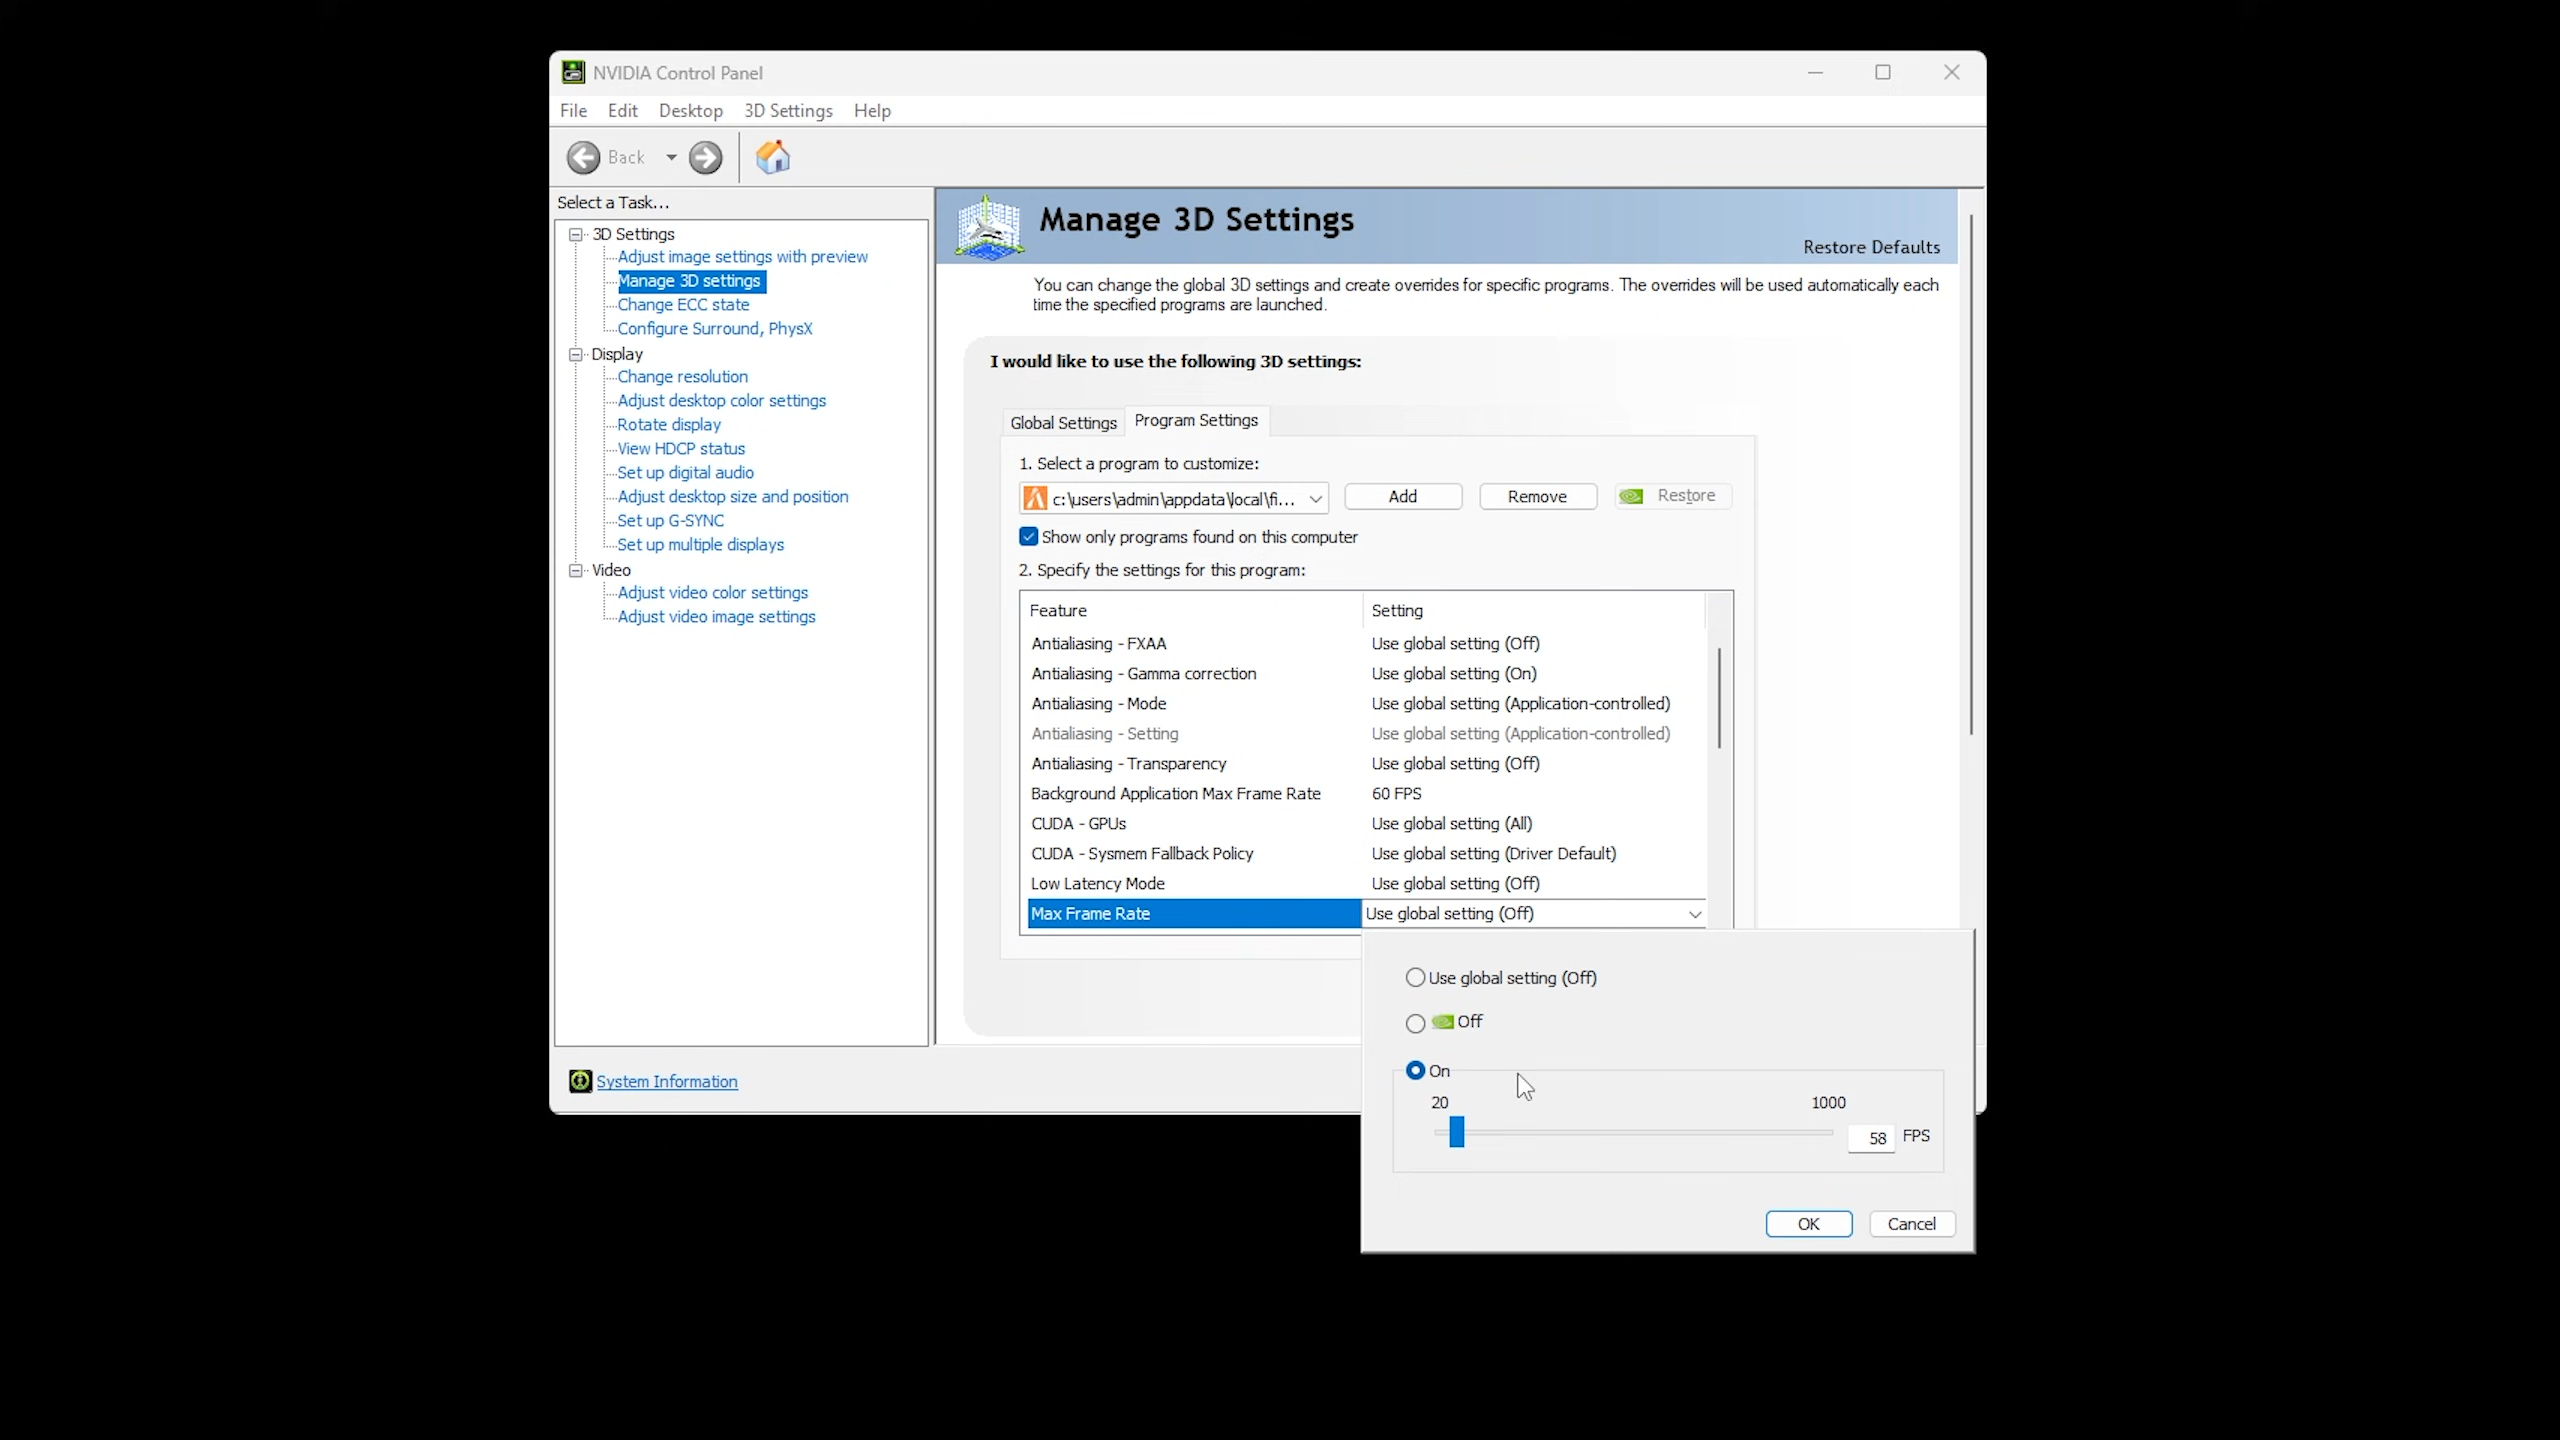 NVIDIA Control Panel
File Edit Desktop 3D Settings Help
Back
Select a Task...
3D Settings
Adjust image settings with preview
Manage 3D settings
Change ECC state
Configure Surround, PhysX
Display
Change resolution
Adjust desktop color settings
Rotate display
View HDCP status
Set up digital audio
Adjust desktop size and position
Set up G-SYNC
Set up multiple displays
Video
Adjust video color settings
Adjust video image settings
System Information
Manage 3D Settings
Restore Defaults
You can change the global 3D settings and create overrides for specific programs. The overrides will be used automatically each
time the specified programs are launched.
I would like to use the following 3D settings:
Global Settings Program Settings
1. Select a program to customize:
c:\users\admin\appdata\local\fi... Add Remove Restore
Show only programs found on this computer
2. Specify the settings for this program:
Feature Setting
Antialiasing - FXAA Use global setting (Off)
Antialiasing - Gamma correction Use global setting (On)
Antialiasing - Mode Use global setting (Application-controlled)
Antialiasing - Setting Use global setting (Application-controlled)
Antialiasing - Transparency Use global setting (Off)
Background Application Max Frame Rate 60 FPS
CUDA - GPUs Use global setting (All)
CUDA - Sysmem Fallback Policy Use global setting (Driver Default)
Low Latency Mode Use global setting (Off)
Max Frame Rate Use global setting (Off)
Use global setting (Off)
Off
On
20 1000
58 FPS
OK Cancel